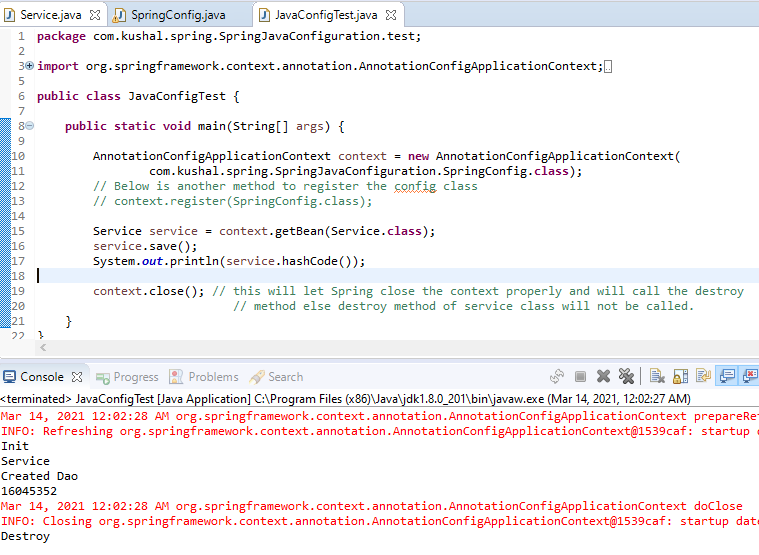 Service.java SpringConfig.java JavaConfigTest.java
1 package com.kushal.spring.SpringJavaConfiguration.test;
2
3 import org.springframework.context.annotation.AnnotationConfigApplicationContext;
5
6 public class JavaConfigTest {
7
8 public static void main(String[] args) {
9
10 AnnotationConfigApplicationContext context = new AnnotationConfigApplicationContext(
11 com.kushal.spring.SpringJavaConfiguration.SpringConfig.class);
12 // Below is another method to register the config class
13 // context.register(SpringConfig.class);
14
15 Service service = context.getBean(Service.class);
16 service.save();
17 System.out.println(service.hashCode());
18
19 context.close(); // this will let Spring close the context properly and will call the destroy
20 // method else destroy method of service class will not be called.
21 }
22 }
Console Progress Problems Search
<terminated> JavaConfigTest [Java Application] C:\Program Files (x86)\Java\jdk1.8.0_201\bin\javaw.exe (Mar 14, 2021, 12:02:27 AM)
Mar 14, 2021 12:02:28 AM org.springframework.context.annotation.AnnotationConfigApplicationContext prepareRe
INFO: Refreshing org.springframework.context.annotation.AnnotationConfigApplicationContext@1539caf: startup
Init
Service
Created Dao
16045352
Mar 14, 2021 12:02:28 AM org.springframework.context.annotation.AnnotationConfigApplicationContext doClose
INFO: Closing org.springframework.context.annotation.AnnotationConfigApplicationContext@1539caf: startup dat
Destroy